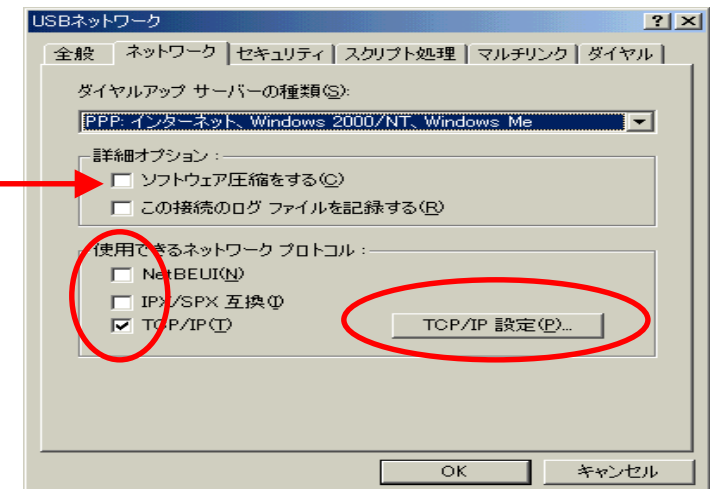 USBネットワーク
全般 ネットワーク セキュリティ スクリプト処理 マルチリンク ダイヤル
ダイヤルアップ サーバーの種類(S):
PPP: インターネット、Windows 2000/NT、Windows Me
詳細オプション:
ソフトウェア圧縮をする(C)
この接続のログ ファイルを記録する(R)
使用できるネットワーク プロトコル:
NetBEUI(N)
IPX/SPX 互換(I)
TCP/IP(T)
TCP/IP 設定(P)...
OK キャンセル